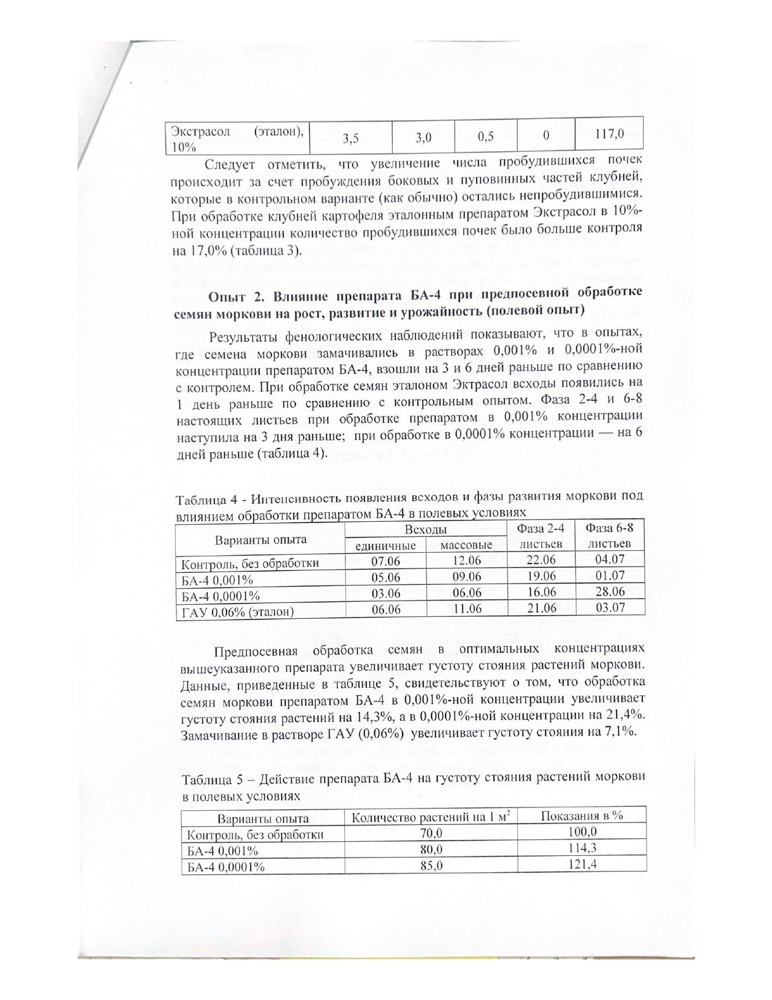 Экстрасол (эталон), 10% 3,5 3,0 0,5 0 117,0
Следует отметить, что увеличение числа пробудившихся почек
происходит за счет пробуждения боковых и пуповинных частей клубней,
которые в контрольном варианте (как обычно) остались непробудившимися.
При обработке клубней картофеля эталонным препаратом Экстрасол в 10%-
ной концентрации количество пробудившихся почек было больше контроля
на 17,0% (таблица 3).
Опыт 2. Влияние препарата БА-4 при предпосевной обработке
семян моркови на рост, развитие и урожайность (полевой опыт)
Результаты фенологических наблюдений показывают, что в опытах,
где семена моркови замачивались в растворах 0,001% и 0,0001%-ной
концентрации препаратом БА-4, взошли на 3 и 6 дней раньше по сравнению
с контролем. При обработке семян эталоном Эктрасол всходы появились на
1 день раньше по сравнению с контрольным опытом. Фаза 2-4 и 6-8
настоящих листьев при обработке препаратом в 0,001% концентрации
наступила на 3 дня раньше; при обработке в 0,0001% концентрации — на 6
дней раньше (таблица 4).
Таблица 4 - Интенсивность появления всходов и фазы развития моркови под
влиянием обработки препаратом БА-4 в полевых условиях
Варианты опыта Всходы Фаза 2-4 листьев Фаза 6-8 листьев
единичные массовые
Контроль, без обработки 07.06 12.06 22.06 04.07
БА-4 0,001% 05.06 09.06 19.06 01.07
БА-4 0,0001% 03.06 06.06 16.06 28.06
ГАУ 0,06% (эталон) 06.06 11.06 21.06 03.07
Предпосевная обработка семян в оптимальных концентрациях
вышеуказанного препарата увеличивает густоту стояния растений моркови.
Данные, приведенные в таблице 5, свидетельствуют о том, что обработка
семян моркови препаратом БА-4 в 0,001%-ной концентрации увеличивает
густоту стояния растений на 14,3%, а в 0,0001%-ной концентрации на 21,4%.
Замачивание в растворе ГАУ (0,06%) увеличивает густоту стояния на 7,1%.
Таблица 5 – Действие препарата БА-4 на густоту стояния растений моркови
в полевых условиях
Варианты опыта Количество растений на 1 м² Показания в %
Контроль, без обработки 70,0 100,0
БА-4 0,001% 80,0 114,3
БА-4 0,0001% 85,0 121,4